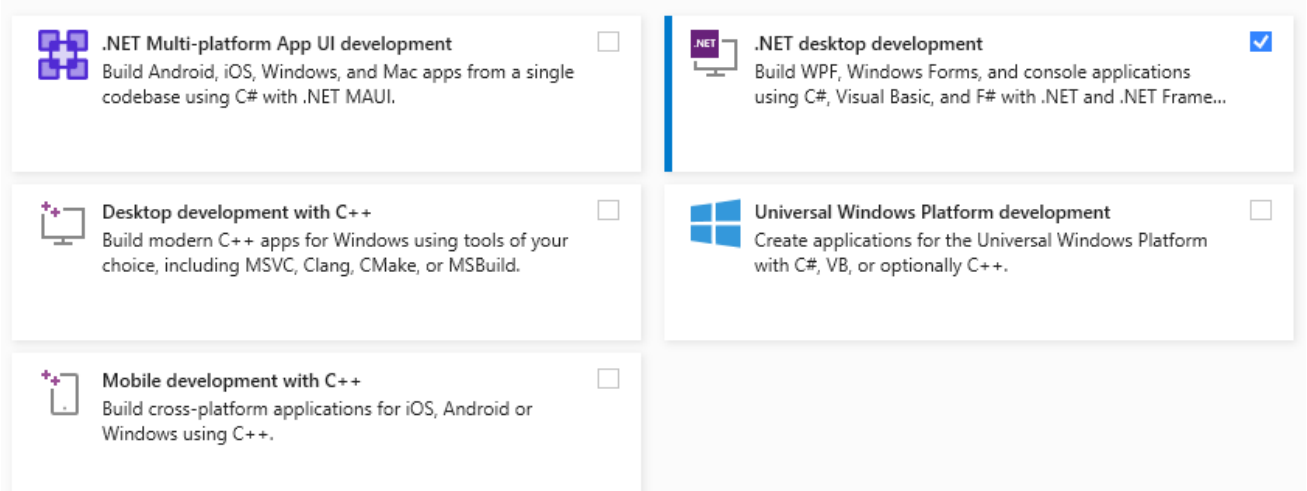 .NET Multi-platform App UI development
Build Android, iOS, Windows, and Mac apps from a single
codebase using C# with .NET MAUI.
.NET
.NET desktop development
Build WPF, Windows Forms, and console applications
using C#, Visual Basic, and F# with .NET and .NET Frame...
Desktop development with C++
Build modern C++ apps for Windows using tools of your
choice, including MSVC, Clang, CMake, or MSBuild.
Universal Windows Platform development
Create applications for the Universal Windows Platform
with C#, VB, or optionally C++.
Mobile development with C++
Build cross-platform applications for iOS, Android or
Windows using C++.